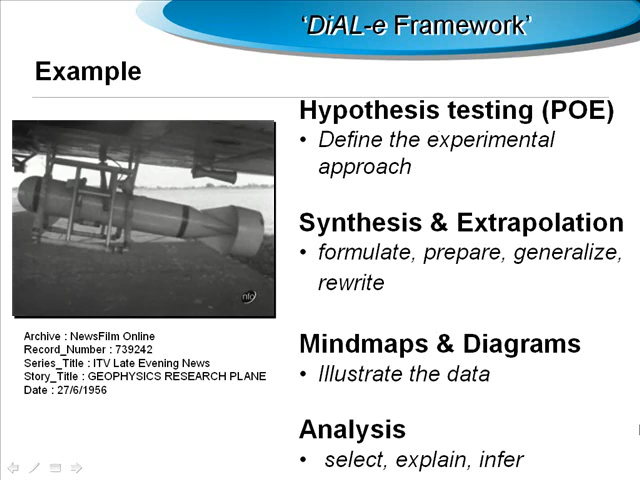 ‘DiAL-e Framework’
Example
Hypothesis testing (POE)
• Define the experimental
approach
Synthesis & Extrapolation
• formulate, prepare, generalize,
rewrite
Mindmaps & Diagrams
• Illustrate the data
Analysis
• select, explain, infer
nfo
Archive : NewsFilm Online
Record_Number : 739242
Series_Title : ITV Late Evening News
Story_Title : GEOPHYSICS RESEARCH PLANE
Date : 27/6/1956